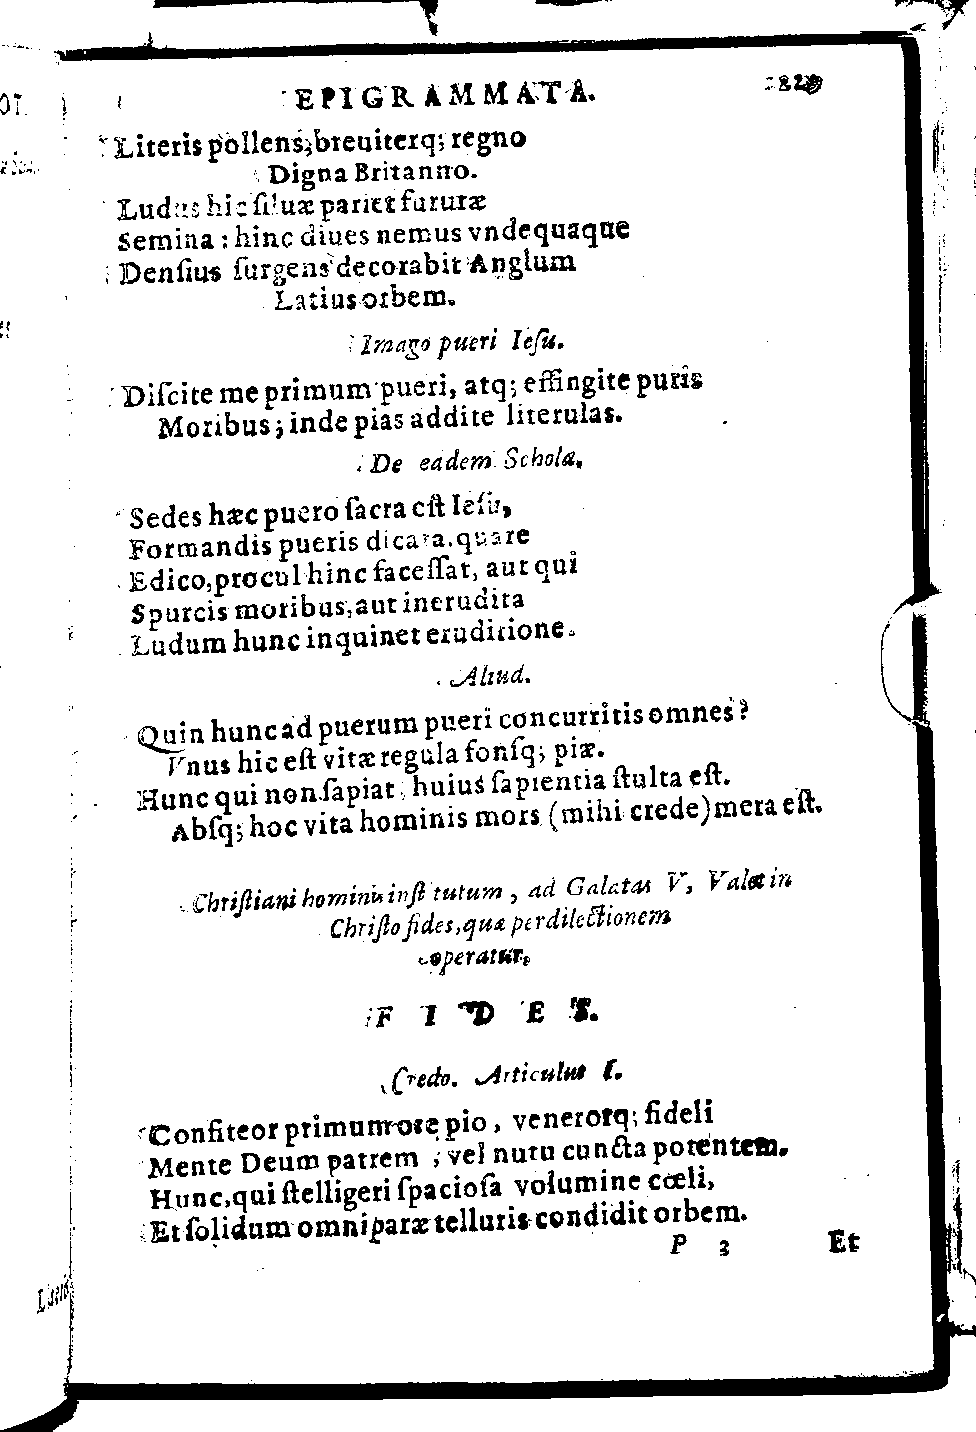 EPIGRAMMATA.
Literis pollens, breuiterq; regno
Digna Britanno.
Ludus hic ſiluæ pariet futuræ
Semina : hinc diues nemus vndequaque
Denſius ſurgens decorabit Anglum
Latius orbem.
Imago pueri Ieſu.
Diſcite me primum pueri, atq; effingite puris
Moribus; inde pias addite literulas.
De eadem Schola.
Sedes hæc puero ſacra eſt Ieſu,
Formandis pueris dicata. quare
Edico, procul hinc faceſſat, aut qui
Spurcis moribus, aut inerudita
Ludum hunc inquinet eruditione.
Aliud.
Quin hunc ad puerum pueri concurritis omnes?
Vnus hic eſt vitæ regula fonſq; piæ.
Hunc qui non ſapiat, huius ſapientia ſtulta eſt.
Abſq; hoc vita hominis mors (mihi crede) mera eſt.
Chriſtiani hominis inſtitutum, ad Galatas V, Valet in
Chriſto fides, quæ per dilectionem
operatur.
FIDES.
Credo. Articulus I.
Confiteor primum ore pio, venerorq; fideli
Mente Deum patrem, vel nutu cuncta potentem.
Hunc, qui ſtelligeri ſpacioſa volumine cœli,
Et ſolidum omniparæ telluris condidit orbem.
P 3 Et